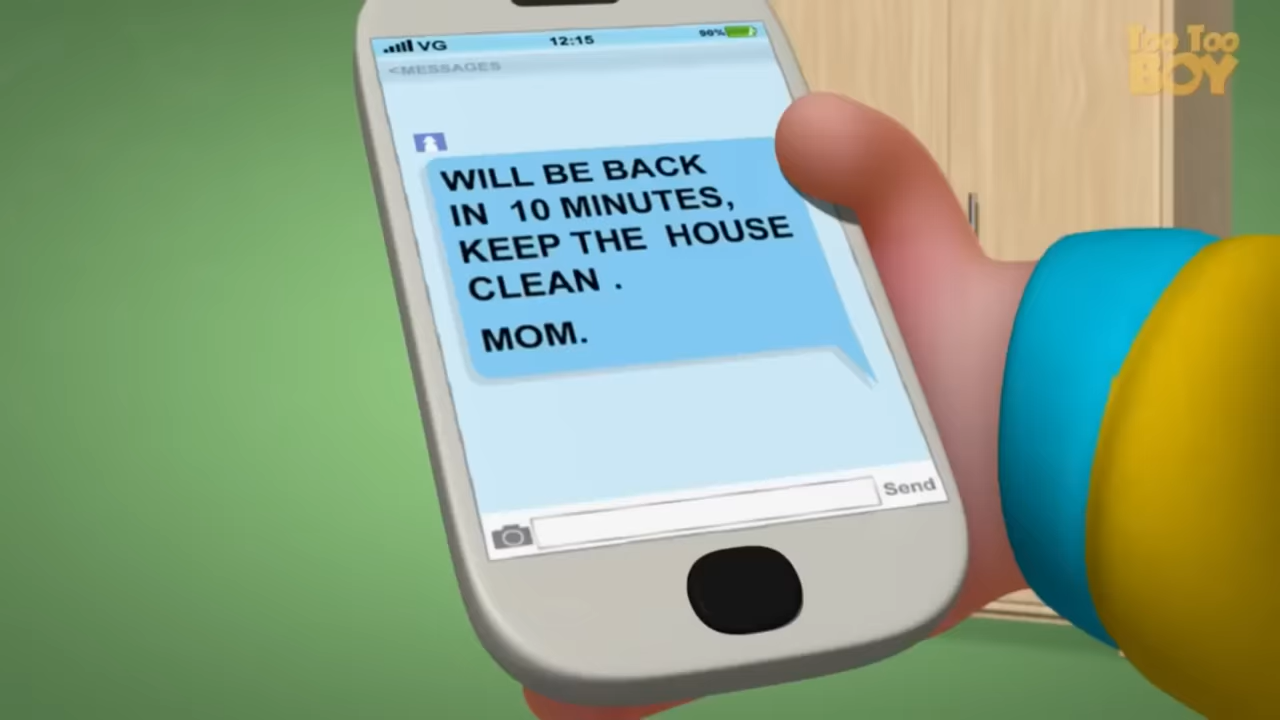 VG 12:15 90%
<MESSAGES
WILL BE BACK
IN 10 MINUTES,
KEEP THE HOUSE
CLEAN .
MOM.
Send
Too Too
BOY